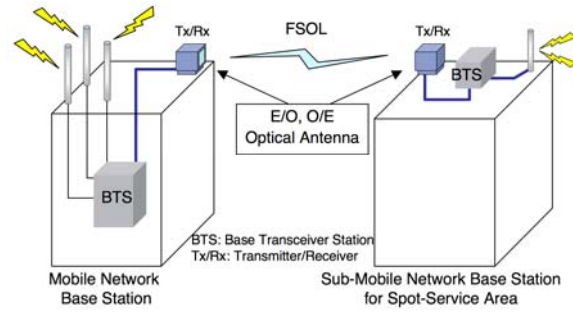 Tx/Rx
FSOL
Tx/Rx
BTS
E/O, O/E
Optical Antenna
BTS
BTS: Base Transceiver Station
Tx/Rx: Transmitter/Receiver
Mobile Network
Base Station
Sub-Mobile Network Base Station
for Spot-Service Area